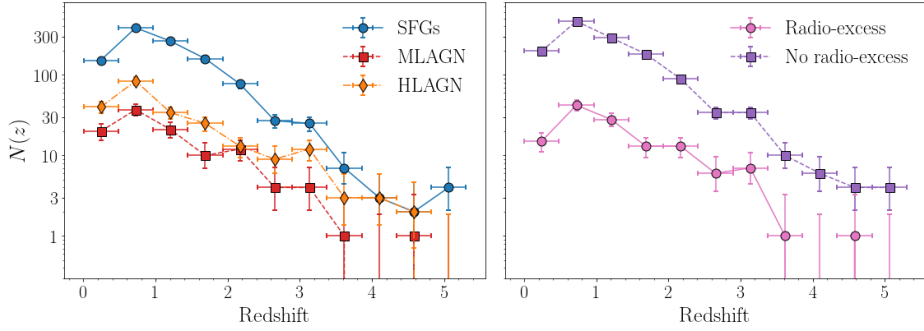 SFGs
MLAGN
HLAGN
Radio-excess
No radio-excess
300
100
30
10
3
1
N(z)
0 1 2 3 4 5
0 1 2 3 4 5
Redshift
Redshift